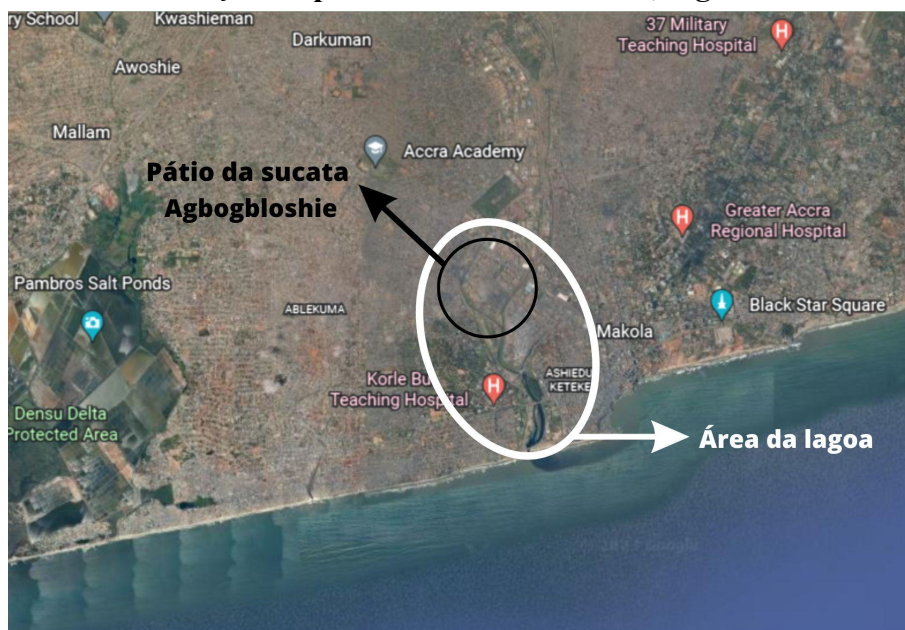 ry School
Kwashieman
Darkuman
37 Military
Teaching Hospital
Awoshie
Mallam
Accra Academy
Pátio da sucata
Agbogbloshie
Greater Accra
Regional Hospital
Pambros Salt Ponds
ABLEKUMA
Black Star Square
Makola
Korle Bu
Teaching Hospital
ASHIEDU
KETEKE
Densu Delta
Protected Area
Área da lagoa
Google